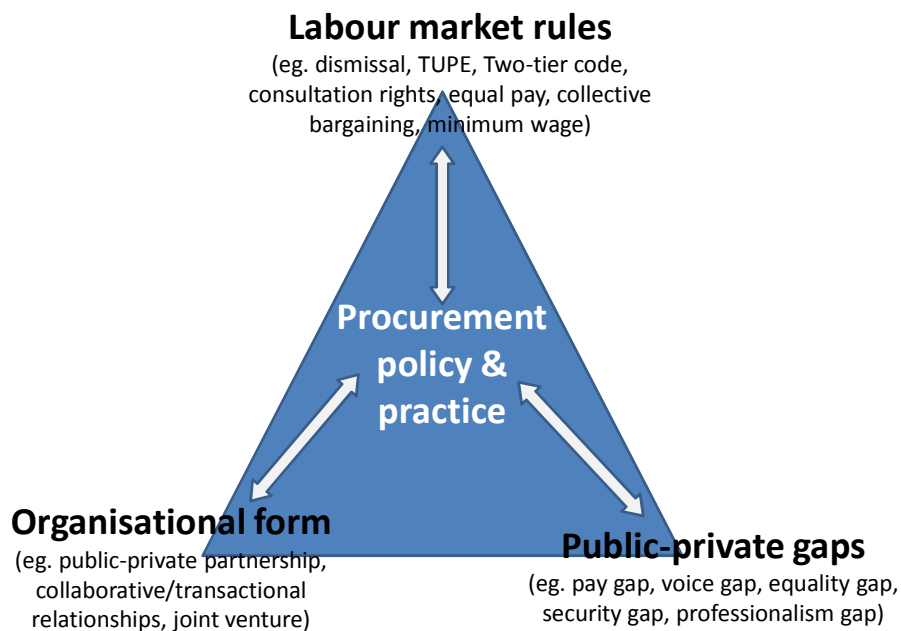 Labour market rules
(eg. dismissal, TUPE, Two-tier code,
consultation rights, equal pay, collective
bargaining, minimum wage)
Procurement
policy &
practice
Organisational form
(eg. public-private partnership,
collaborative/transactional
relationships, joint venture)
Public-private gaps
(eg. pay gap, voice gap, equality gap,
security gap, professionalism gap)